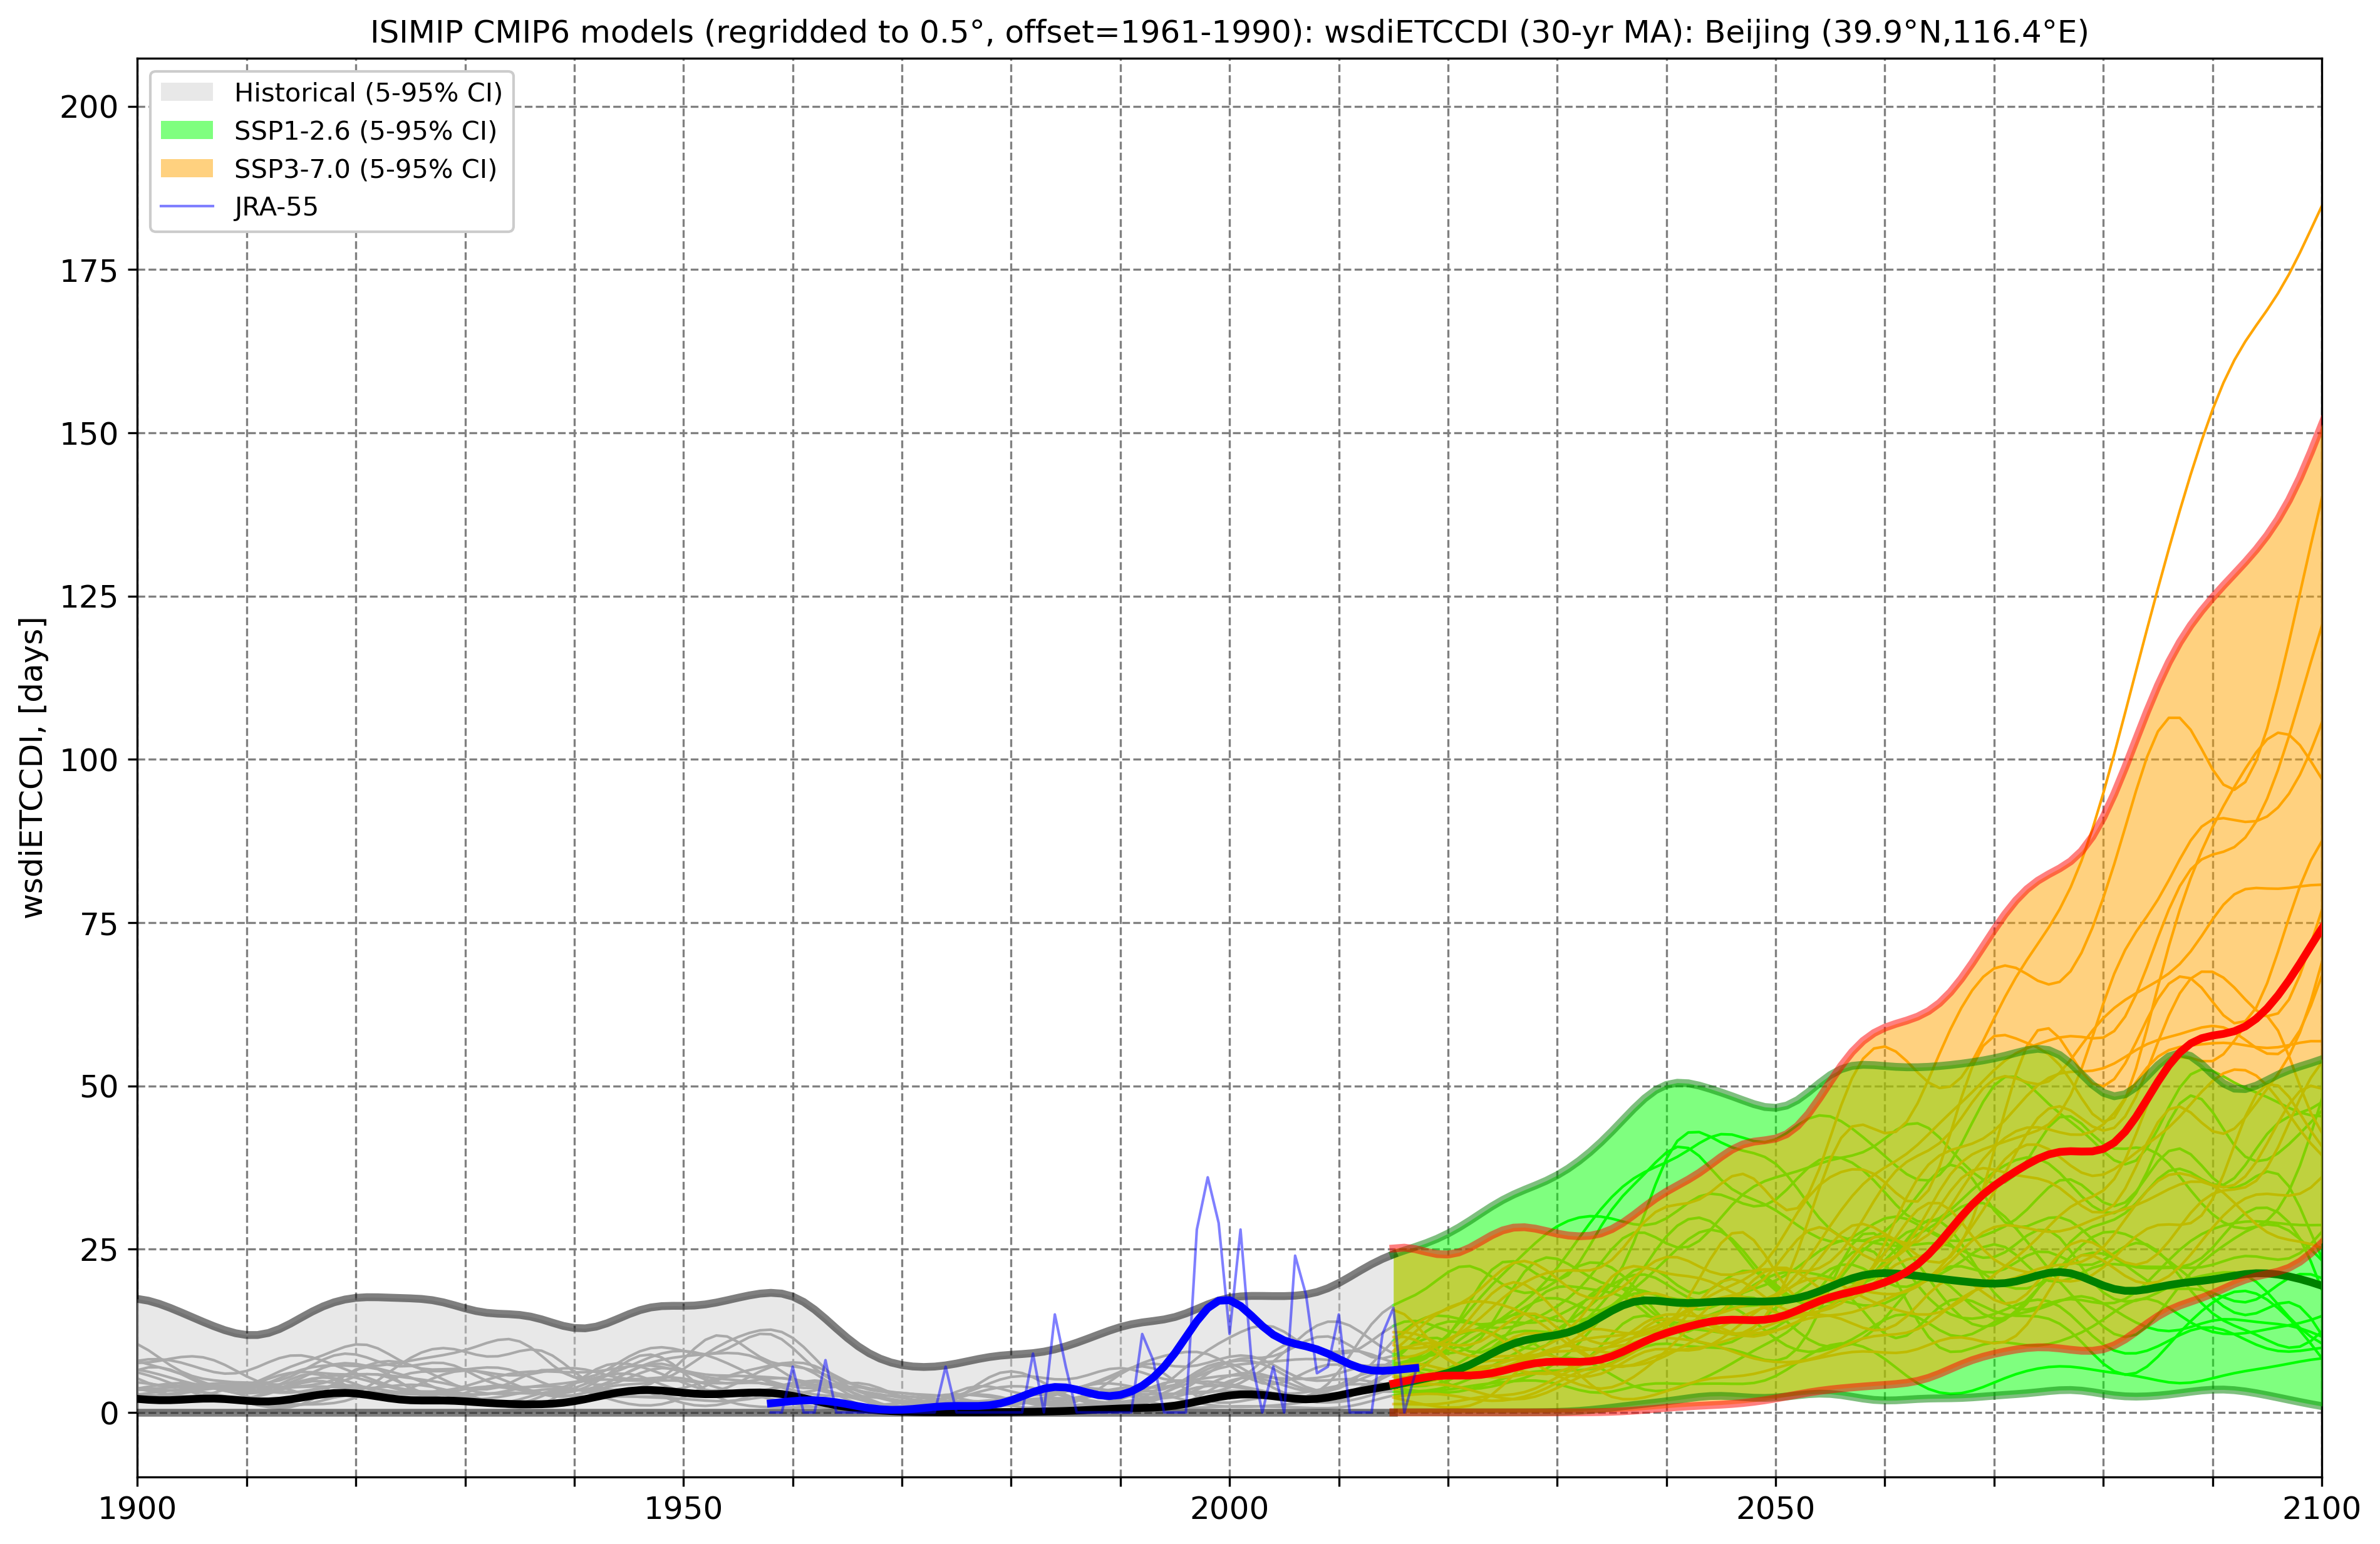 ISIMIP CMIP6 models (regridded to 0.5°, offset=1961-1990): wsdiETCCDI (30-yr MA): Beijing (39.9°N,116.4°E)
Historical (5-95% CI)
SSP1-2.6 (5-95% CI)
SSP3-7.0 (5-95% CI)
JRA-55
wsdiETCCDI, [days]
200
175
150
125
100
75
50
25
0
1900
1950
2000
2050
2100